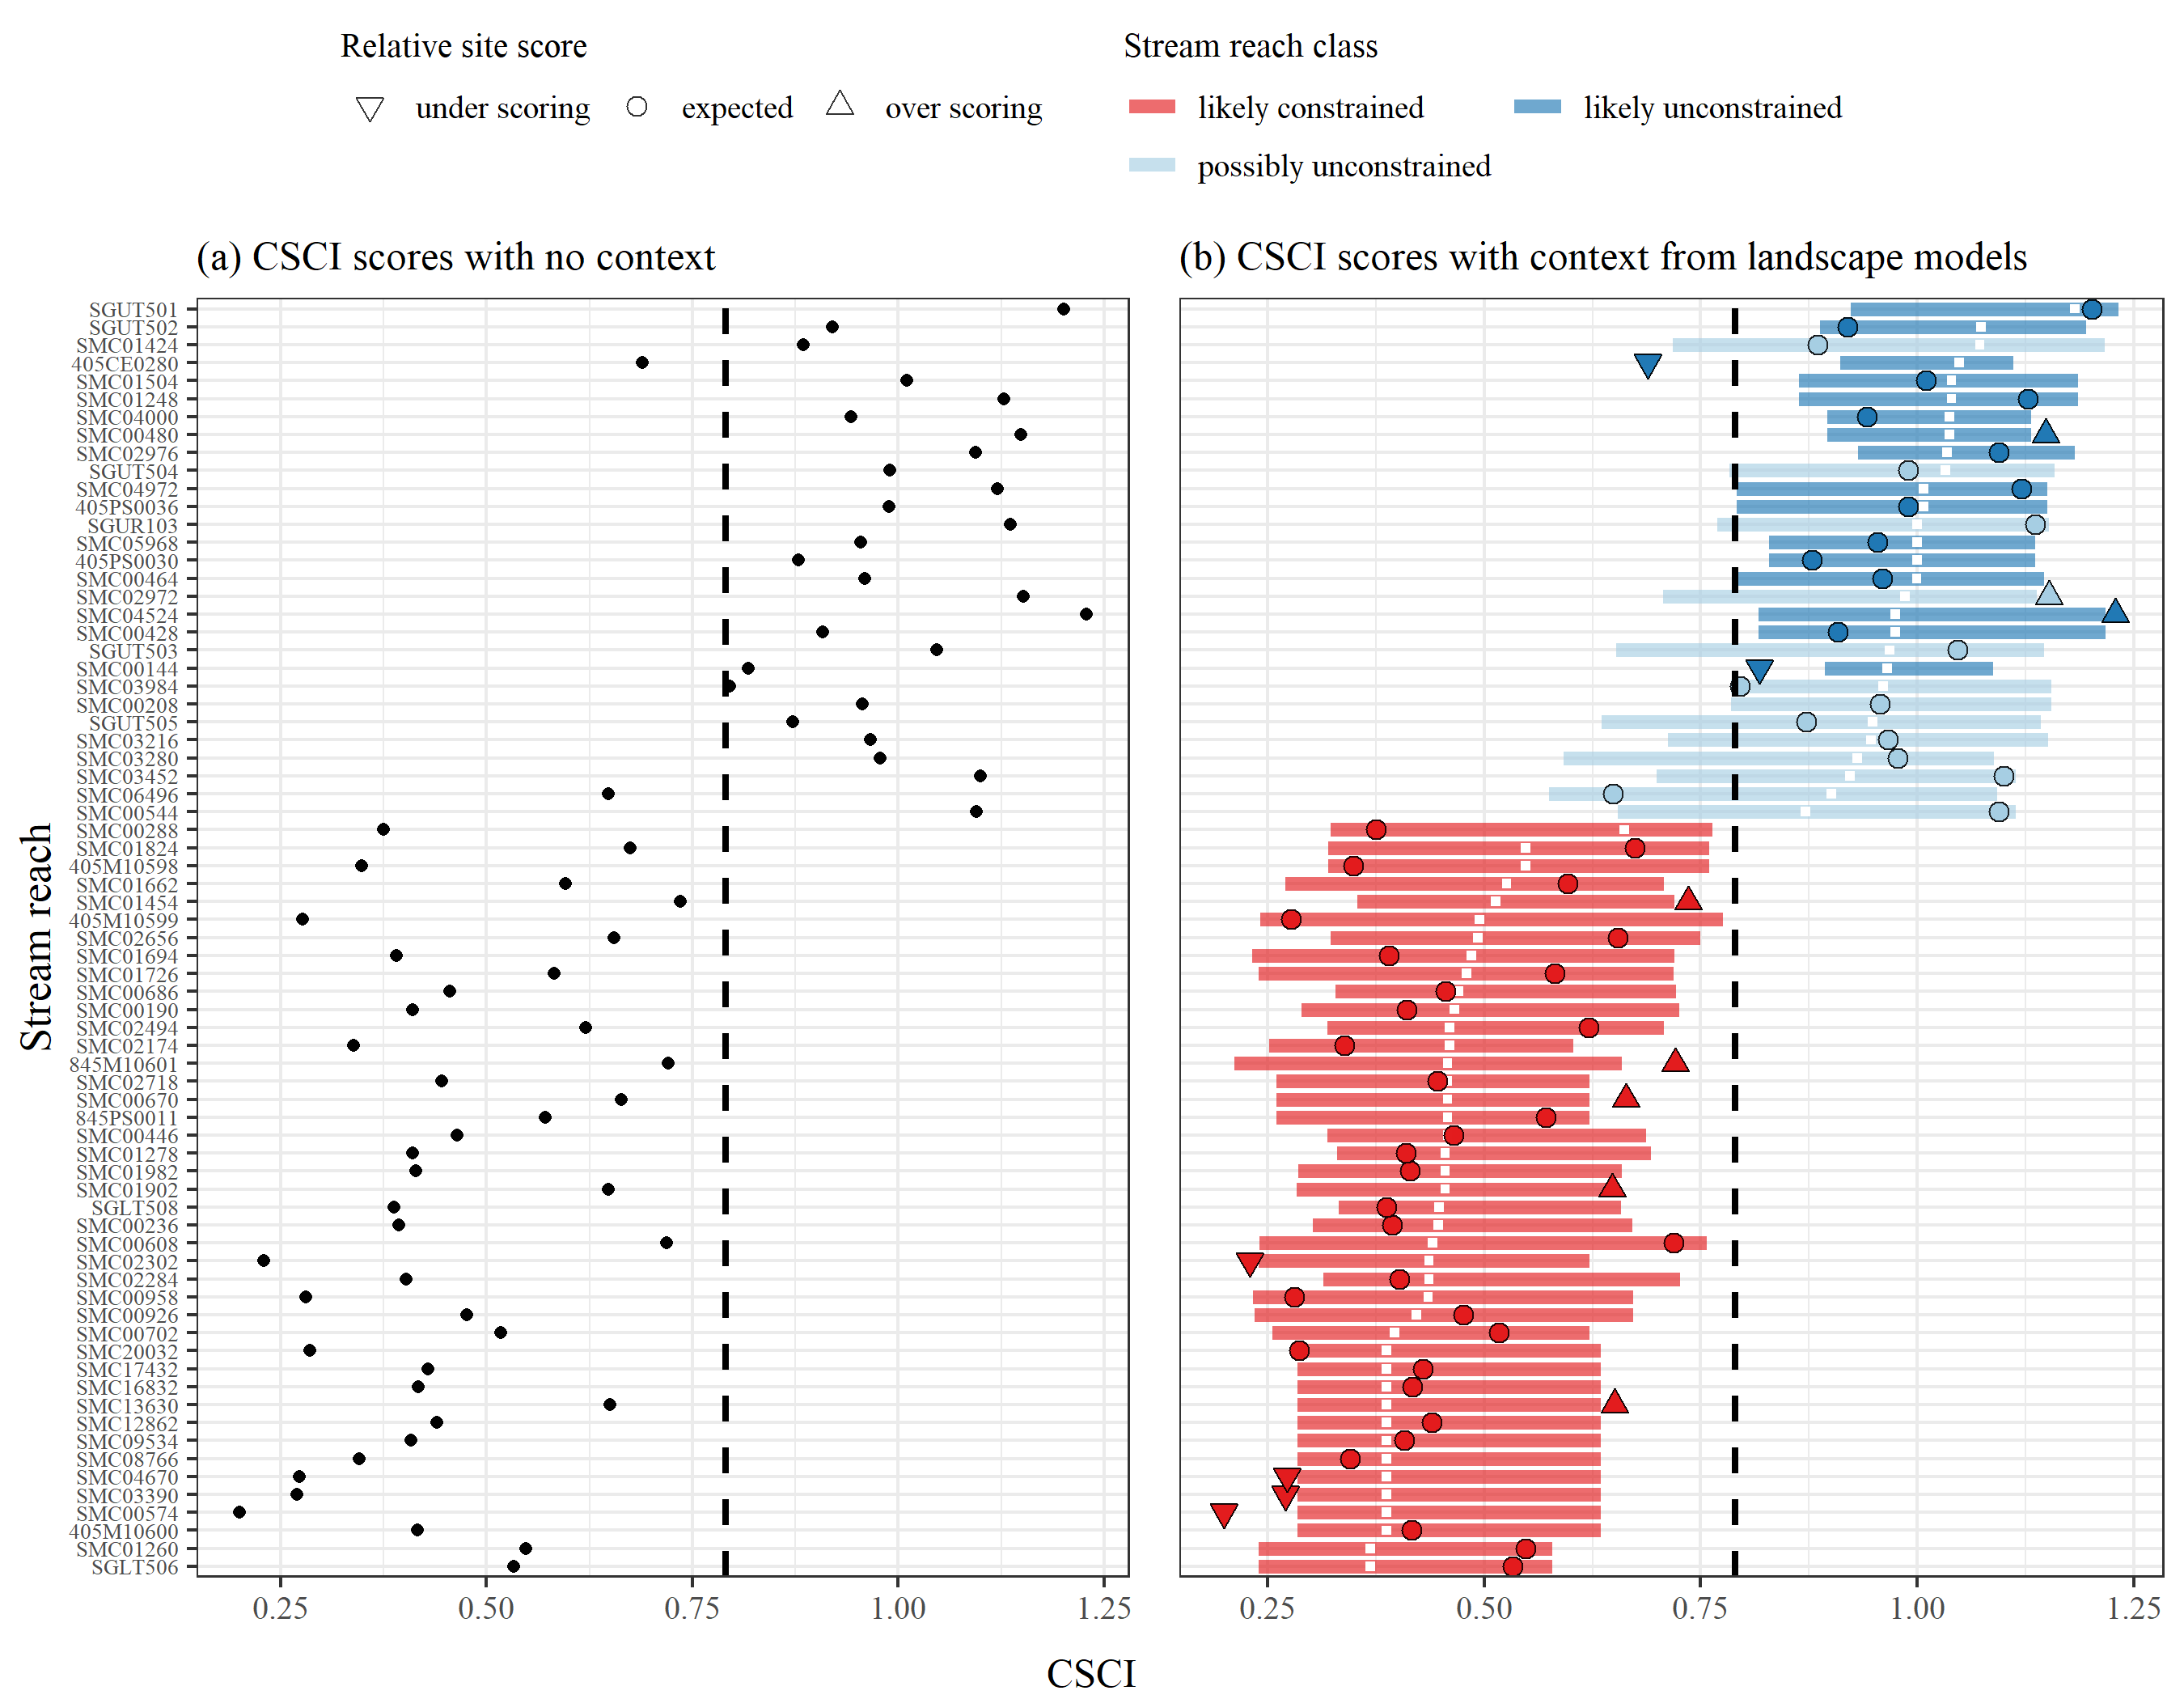 Relative site score
under scoring
expected
over scoring
Stream reach class
likely constrained
likely unconstrained
possibly unconstrained
(a) CSCI scores with no context
(b) CSCI scores with context from landscape models
Stream reach
SGUT501
SGUT502
SMC01424
405CE0280
SMC01504
SMC01248
SMC04000
SMC00480
SMC02976
SGUT504
SMC04972
405PS0036
SGUR103
SMC05968
405PS0030
SMC00464
SMC02972
SMC04524
SMC00428
SGUT503
SMC00144
SMC03984
SMC00208
SGUT505
SMC03216
SMC03280
SMC03452
SMC06496
SMC00544
SMC00288
SMC01824
405M10598
SMC01662
SMC01454
405M10599
SMC02656
SMC01694
SMC01726
SMC00686
SMC00190
SMC02494
SMC02174
845M10601
SMC02718
SMC00670
845PS0011
SMC00446
SMC01278
SMC01982
SMC01902
SGLT508
SMC00236
SMC00608
SMC02302
SMC02284
SMC00958
SMC00926
SMC00702
SMC20032
SMC17432
SMC16832
SMC13630
SMC12862
SMC09534
SMC08766
SMC04670
SMC03390
SMC00574
405M10600
SMC01260
SGLT506
0.25 0.50 0.75 1.00 1.25
0.25 0.50 0.75 1.00 1.25
CSCI